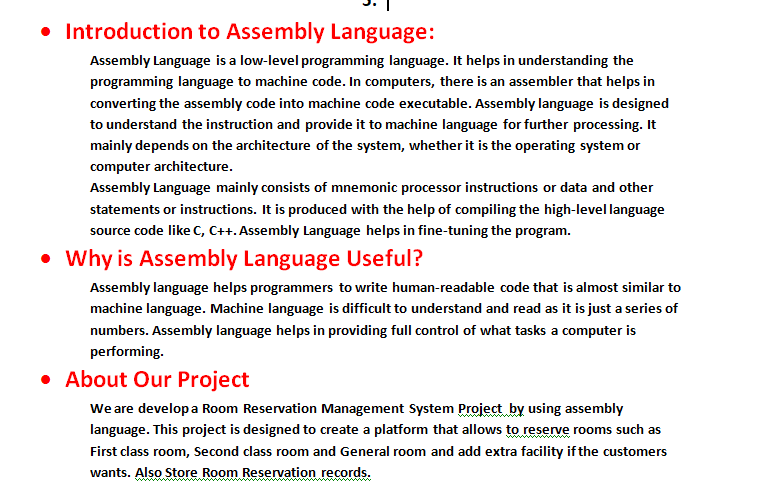 3.
• Introduction to Assembly Language:
Assembly Language is a low-level programming language. It helps in understanding the
programming language to machine code. In computers, there is an assembler that helps in
converting the assembly code into machine code executable. Assembly language is designed
to understand the instruction and provide it to machine language for further processing. It
mainly depends on the architecture of the system, whether it is the operating system or
computer architecture.
Assembly Language mainly consists of mnemonic processor instructions or data and other
statements or instructions. It is produced with the help of compiling the high-level language
source code like C, C++. Assembly Language helps in fine-tuning the program.
• Why is Assembly Language Useful?
Assembly language helps programmers to write human-readable code that is almost similar to
machine language. Machine language is difficult to understand and read as it is just a series of
numbers. Assembly language helps in providing full control of what tasks a computer is
performing.
• About Our Project
We are develop a Room Reservation Management System Project by using assembly
language. This project is designed to create a platform that allows to reserve rooms such as
First class room, Second class room and General room and add extra facility if the customers
wants. Also Store Room Reservation records.